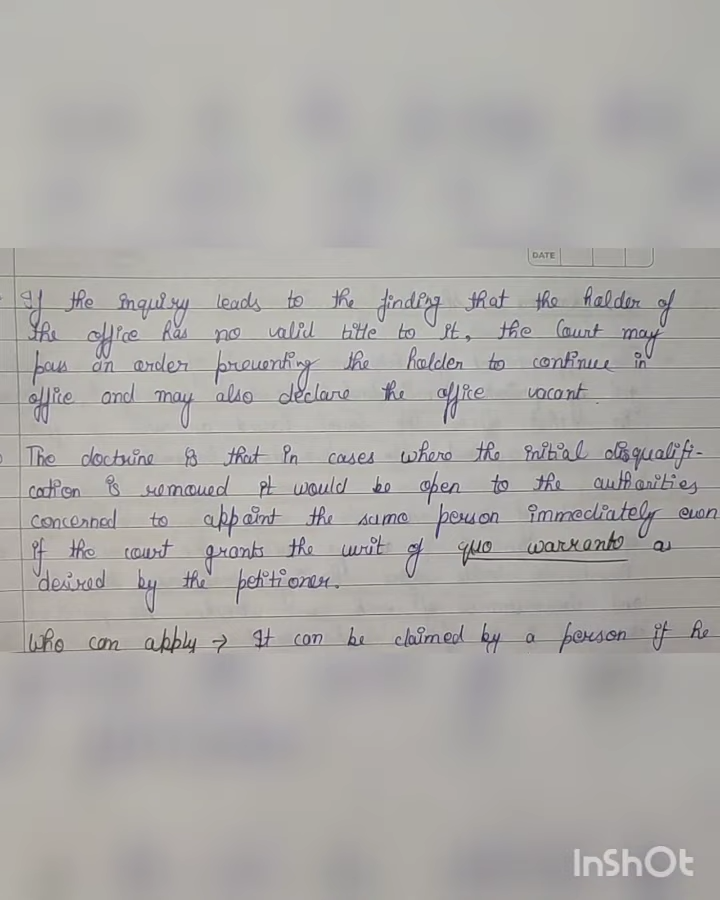 DATE
If the inquiry leads to the finding that the holder of
the office has no valid title to it, the Court may
pass an order preventing the holder to continue in
office and may also declare the office vacant.
The doctrine is that in cases where the initial disqualifi-
cation is removed it would be open to the authorities
concerned to appoint the same person immediately even
if the court grants the writ of quo warranto as
desired by the petitioner.
Who can apply → It can be claimed by a person if he
InShOt